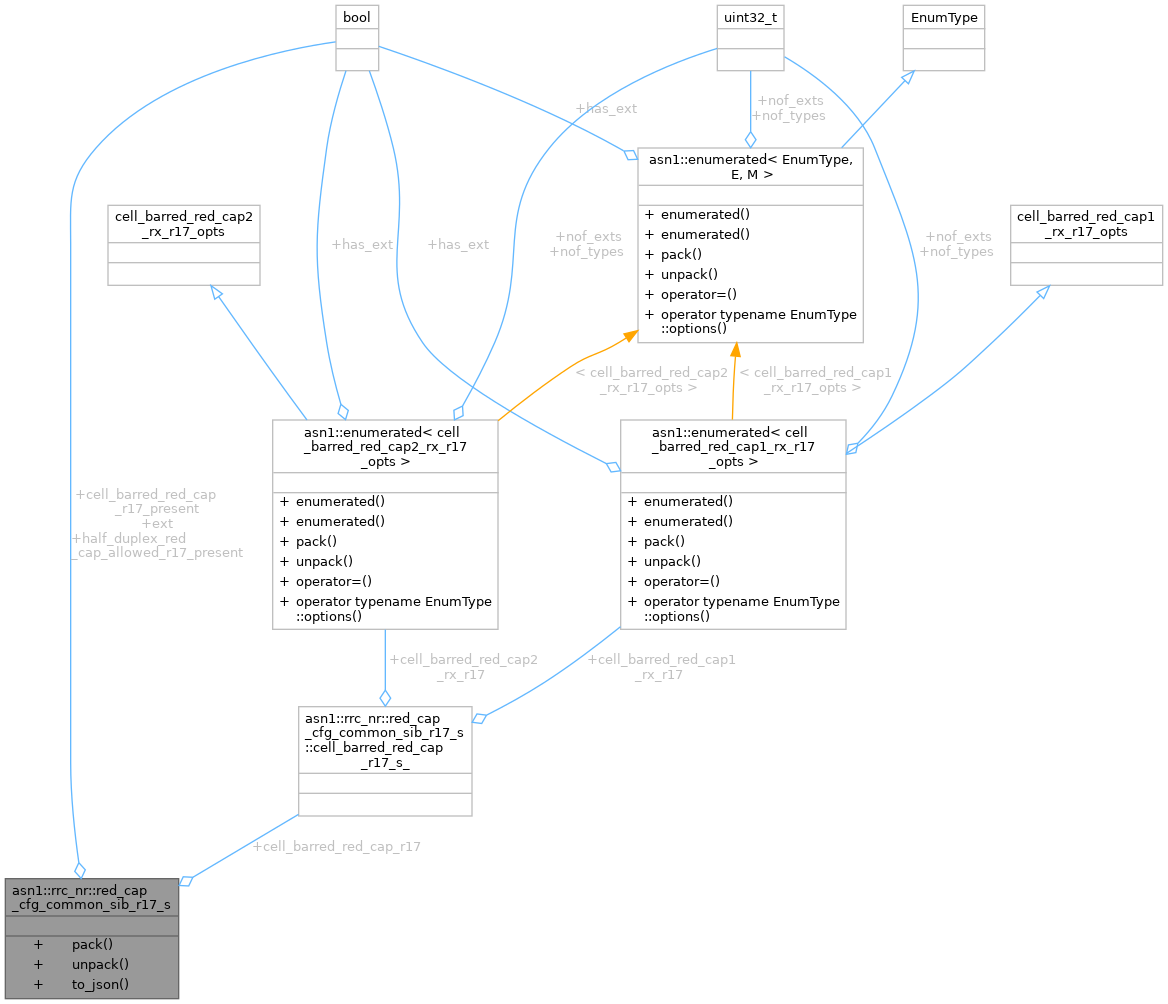 bool
uint32_t
EnumType
+has_ext
+nof_exts
+nof_types
asn1::enumerated< EnumType,
E, M >
+ enumerated()
+ enumerated()
+ pack()
+ unpack()
+ operator=()
+ operator typename EnumType
::options()
cell_barred_red_cap2
_rx_r17_opts
cell_barred_red_cap1
_rx_r17_opts
+has_ext
+has_ext
+nof_exts
+nof_types
+nof_exts
+nof_types
< cell_barred_red_cap2
_rx_r17_opts >
< cell_barred_red_cap1
_rx_r17_opts >
asn1::enumerated< cell
_barred_red_cap2_rx_r17
_opts >
+ enumerated()
+ enumerated()
+ pack()
+ unpack()
+ operator=()
+ operator typename EnumType
::options()
asn1::enumerated< cell
_barred_red_cap1_rx_r17
_opts >
+ enumerated()
+ enumerated()
+ pack()
+ unpack()
+ operator=()
+ operator typename EnumType
::options()
+cell_barred_red_cap
_r17_present
+ext
+half_duplex_red
_cap_allowed_r17_present
+cell_barred_red_cap2
_rx_r17
+cell_barred_red_cap1
_rx_r17
asn1::rrc_nr::red_cap
_cfg_common_sib_r17_s
::cell_barred_red_cap
_r17_s_
+cell_barred_red_cap_r17
asn1::rrc_nr::red_cap
_cfg_common_sib_r17_s
+ pack()
+ unpack()
+ to_json()